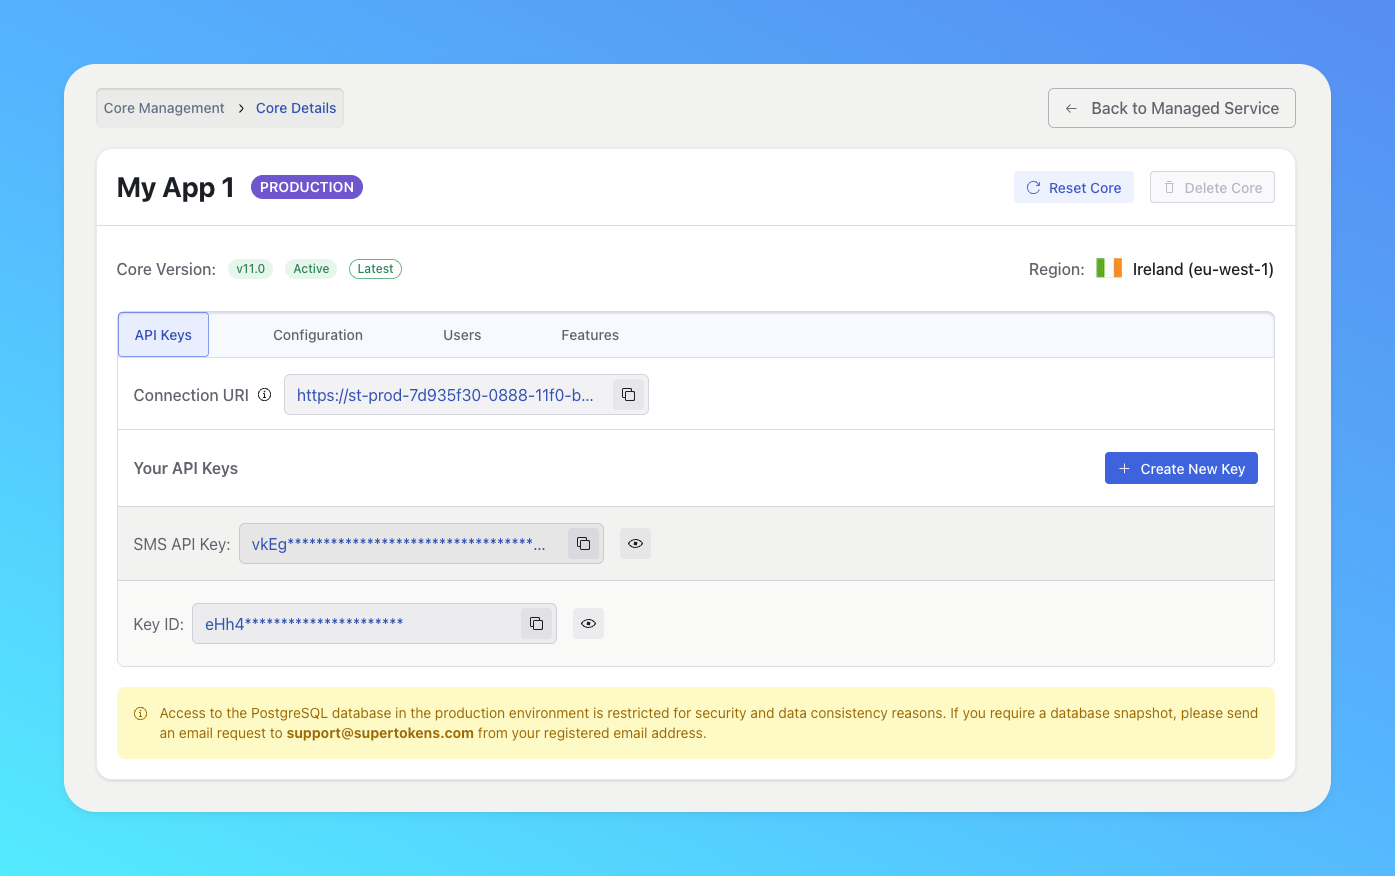 Core Management > Core Details
← Back to Managed Service
My App 1 PRODUCTION
Reset Core
Delete Core
Core Version: v11.0 Active Latest
Region: Ireland (eu-west-1)
API Keys Configuration Users Features
Connection URI https://st-prod-7d935f30-0888-11f0-b...
Your API Keys
+ Create New Key
SMS API Key: vkEg**********************************...
Key ID: eHh4**********************
Access to the PostgreSQL database in the production environment is restricted for security and data consistency reasons. If you require a database snapshot, please send
an email request to support@supertokens.com from your registered email address.